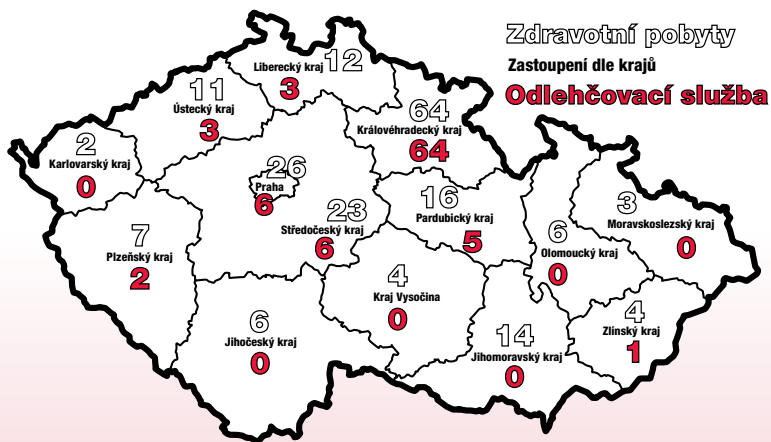 Zdravotní pobyty
Zastoupení dle krajů
Odlehčovací služba
Liberecký kraj 12
3
11
Ústecký kraj
3
64
Královéhradecký kraj
64
2
Karlovarský kraj
0
26
Praha
6
23
Středočeský kraj
6
16
Pardubický kraj
5
3
Moravskoslezský kraj
0
7
Plzeňský kraj
2
6
Olomoucký kraj
0
4
Kraj Vysočina
0
4
Zlínský kraj
1
6
Jihočeský kraj
0
14
Jihomoravský kraj
0